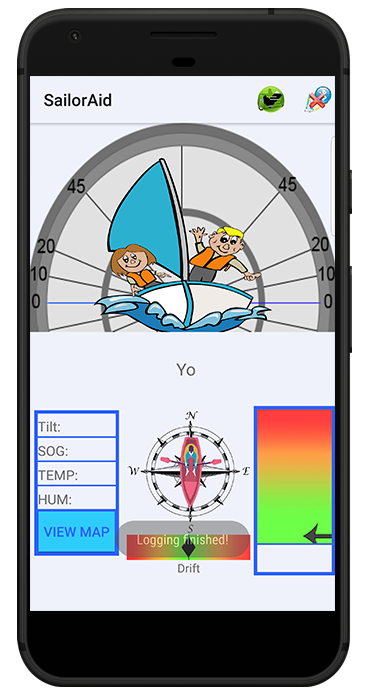 SailorAid
45
45
20
20
10
10
0
0
Yo
Tilt:
SOG:
TEMP:
HUM:
VIEW MAP
N
W
E
S
Logging finished!
Drift